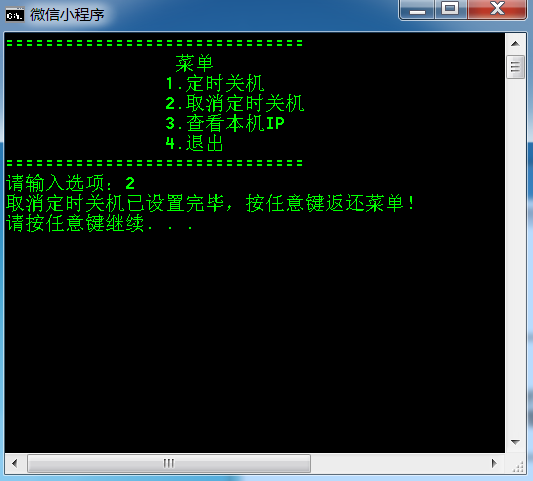 微信小程序
==============================
菜单
1.定时关机
2.取消定时关机
3.查看本机IP
4.退出
==============================
请输入选项：2
取消定时关机已设置完毕，按任意键返还菜单！
请按任意键继续. . .